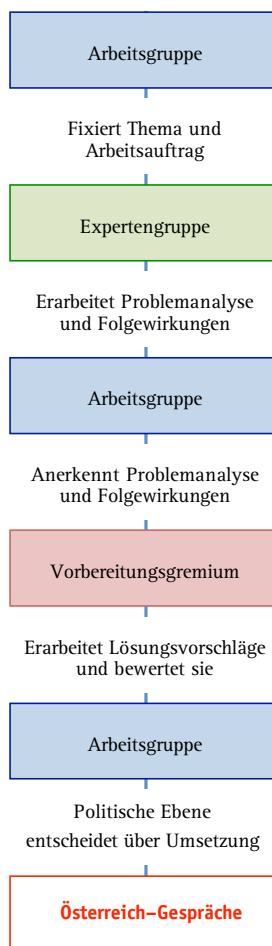 Arbeitsgruppe
Fixiert Thema und
Arbeitsauftrag
Expertengruppe
Erarbeitet Problemanalyse
und Folgewirkungen
Arbeitsgruppe
Anerkennt Problemanalyse
und Folgewirkungen
Vorbereitungsgremium
Erarbeitet Lösungsvorschläge
und bewertet sie
Arbeitsgruppe
Politische Ebene
entscheidet über Umsetzung
Österreich–Gespräche